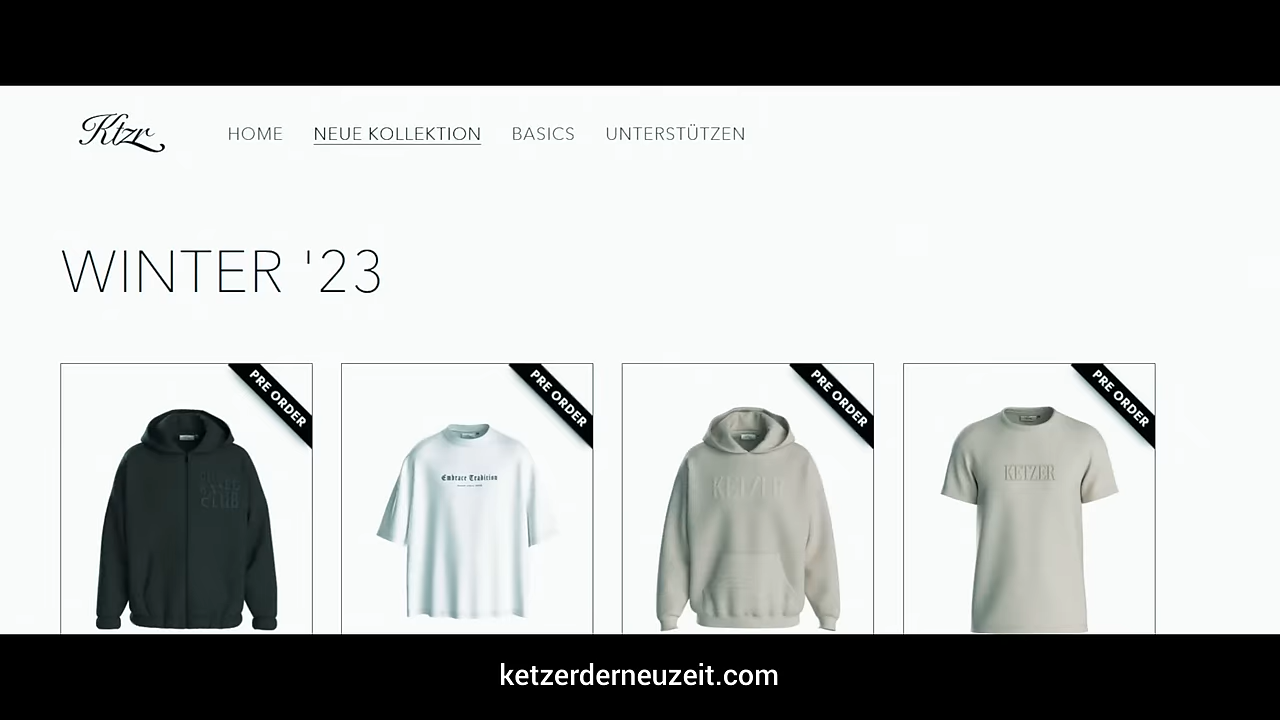 Ktzr HOME NEUE KOLLEKTION BASICS UNTERSTÜTZEN
WINTER '23
PRE ORDER PRE ORDER PRE ORDER PRE ORDER
CLUB Embrace Tradition KETZER KETZER
ketzerderneuzeit.com